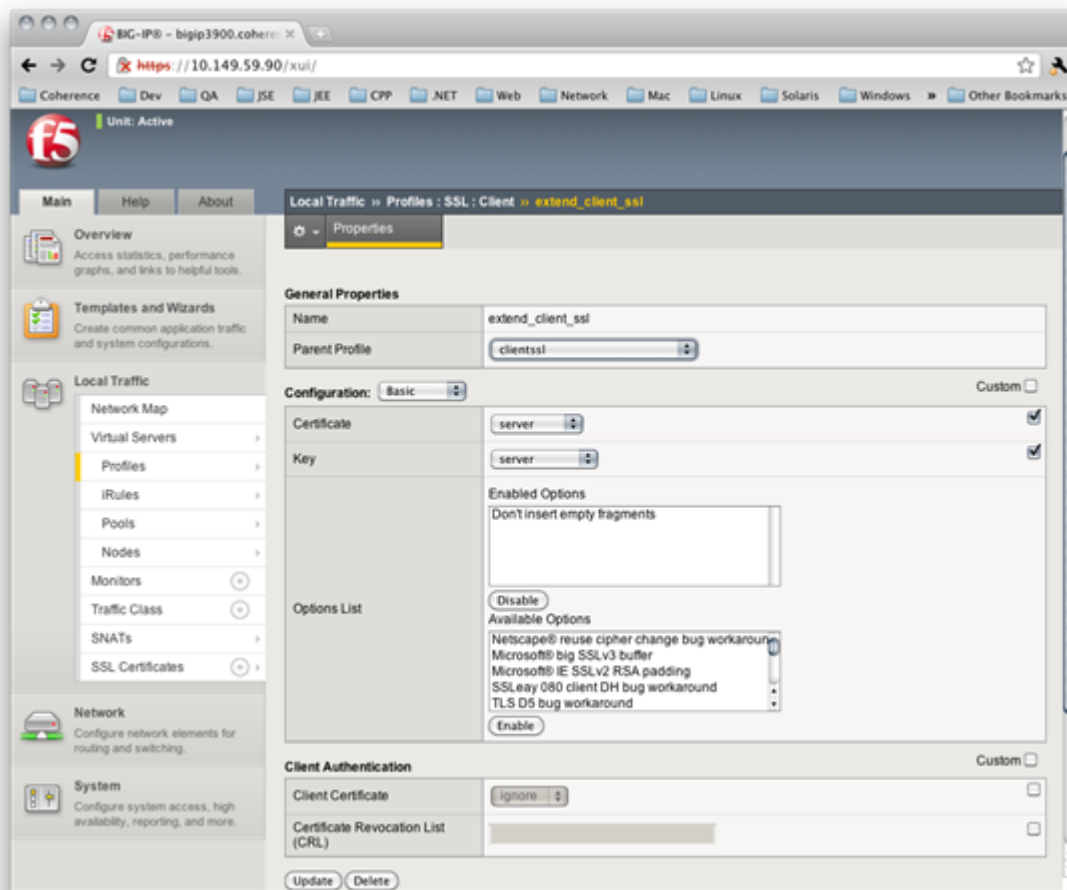 BIG-IP® – bigip3900.cohere
https://10.149.59.90/xui/
Coherence Dev QA JSE JEE CPP .NET Web Network Mac Linux Solaris Windows » Other Bookmarks
f5
Unit: Active
Main Help About
Local Traffic » Profiles : SSL : Client » extend_client_ssl
Properties
Overview
Access statistics, performance
graphs, and links to helpful tools.
Templates and Wizards
Create common application traffic
and system configurations.
Local Traffic
Network Map
Virtual Servers
Profiles
iRules
Pools
Nodes
Monitors
Traffic Class
SNATs
SSL Certificates
Network
Configure network elements for
routing and switching.
System
Configure system access, high
availability, reporting, and more.
General Properties
Name extend_client_ssl
Parent Profile clientssl
Configuration: Basic Custom
Certificate server
Key server
Options List
Enabled Options
Don't insert empty fragments
Disable
Available Options
Netscape® reuse cipher change bug workaroun
Microsoft® big SSLv3 buffer
Microsoft® IE SSLv2 RSA padding
SSLeay 080 client DH bug workaround
TLS D5 bug workaround
Enable
Client Authentication Custom
Client Certificate ignore
Certificate Revocation List
(CRL)
Update Delete